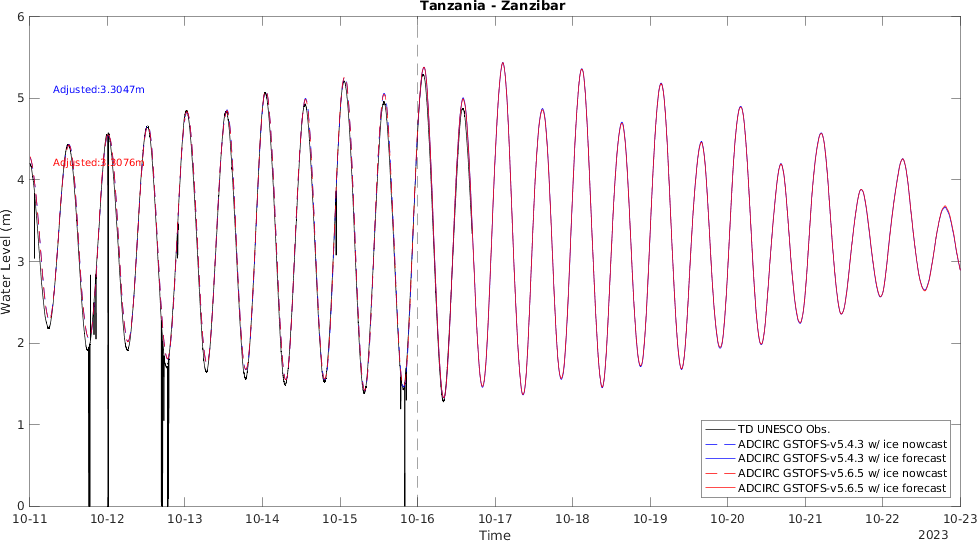 Tanzania - Zanzibar
6
5
4
3
2
1
0
Water Level (m)
Adjusted:3.3047m
Adjusted:3.3076m
TD UNESCO Obs.
ADCIRC GSTOFS-v5.4.3 w/ ice nowcast
ADCIRC GSTOFS-v5.4.3 w/ ice forecast
ADCIRC GSTOFS-v5.6.5 w/ ice nowcast
ADCIRC GSTOFS-v5.6.5 w/ ice forecast
10-11 10-12 10-13 10-14 10-15 10-16 10-17 10-18 10-19 10-20 10-21 10-22 10-23
Time
2023